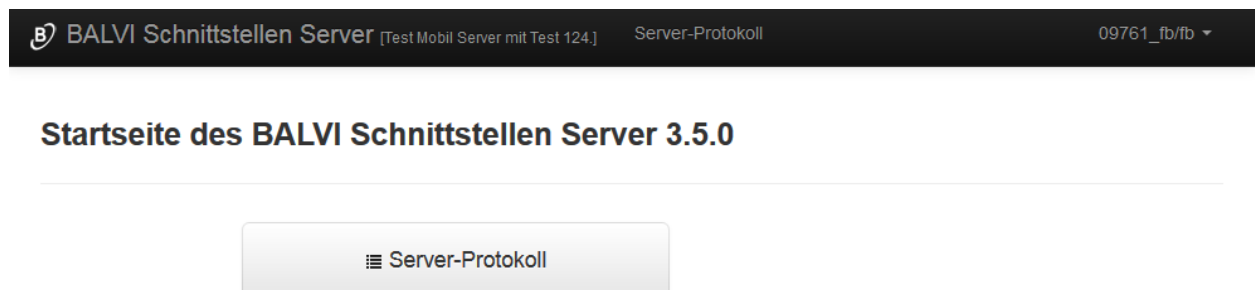 BALVI Schnittstellen Server [Test Mobil Server mit Test 124.] Server-Protokoll 09761_fb/fb
Startseite des BALVI Schnittstellen Server 3.5.0
Server-Protokoll